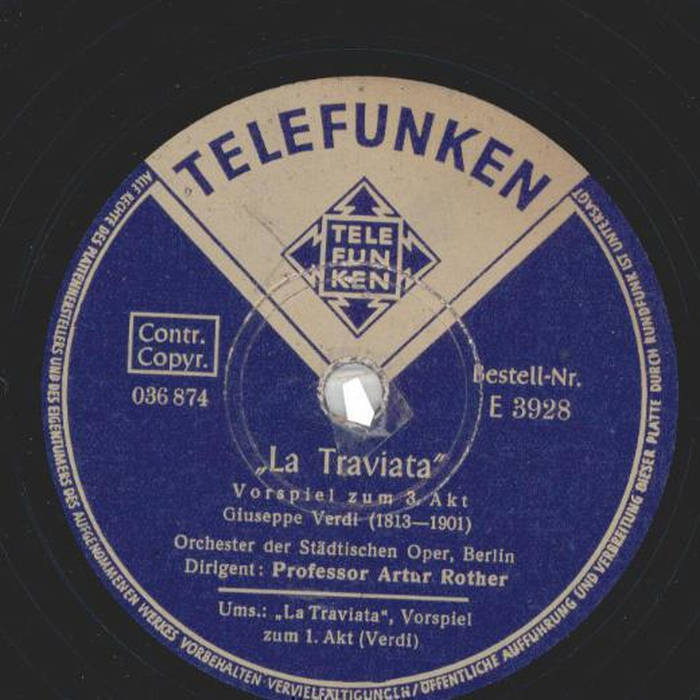 TELEFUNKEN
TELE
FUN
KEN
Contr.
Copyr.
036 874
Bestell-Nr.
E 3928
„La Traviata"
Vorspiel zum 3. Akt
Giuseppe Verdi (1813—1901)
Orchester der Städtischen Oper, Berlin
Dirigent: Professor Artur Rother
Ums.: „La Traviata", Vorspiel
zum 1. Akt (Verdi)
ALLE RECHTE DES PLATTENHERSTELLERS UND DES EIGENTÜMERS DES AUFGENOMMENEN WERKES VORBEHALTEN · VERVIELFÄLTIGUNGEN / ÖFFENTLICHE AUFFÜHRUNG UND VERBREITUNG DIESER PLATTE DURCH RUNDFUNK IST UNTERSAGT